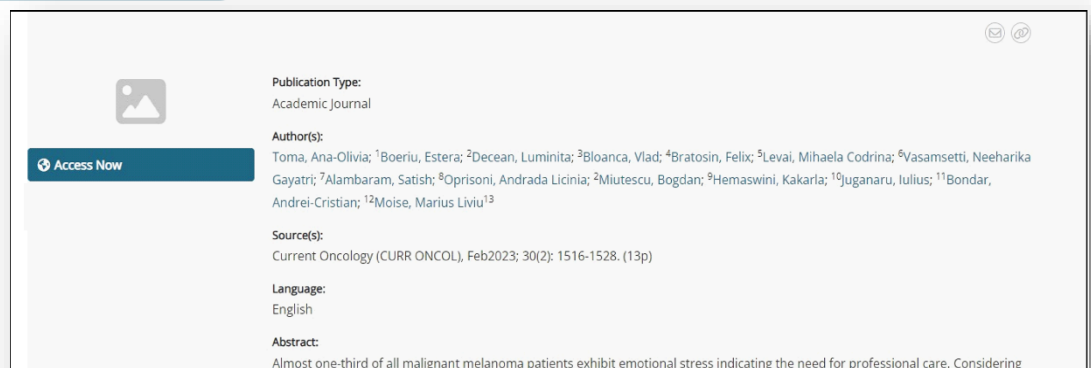 Publication Type:
Academic Journal
Access Now
Author(s):
Toma, Ana-Olivia; ¹Boeriu, Estera; ²Decean, Luminita; ³Bloanca, Vlad; ⁴Bratosin, Felix; ⁵Levai, Mihaela Codrina; ⁶Vasamsetti, Neeharika
Gayatri; ⁷Alambaram, Satish; ⁸Oprisoni, Andrada Licinia; ²Miutescu, Bogdan; ⁹Hemaswini, Kakarla; ¹⁰Juganaru, Iulius; ¹¹Bondar,
Andrei-Cristian; ¹²Moise, Marius Liviu¹³
Source(s):
Current Oncology (CURR ONCOL), Feb2023; 30(2): 1516-1528. (13p)
Language:
English
Abstract:
Almost one-third of all malignant melanoma patients exhibit emotional stress indicating the need for professional care. Considering